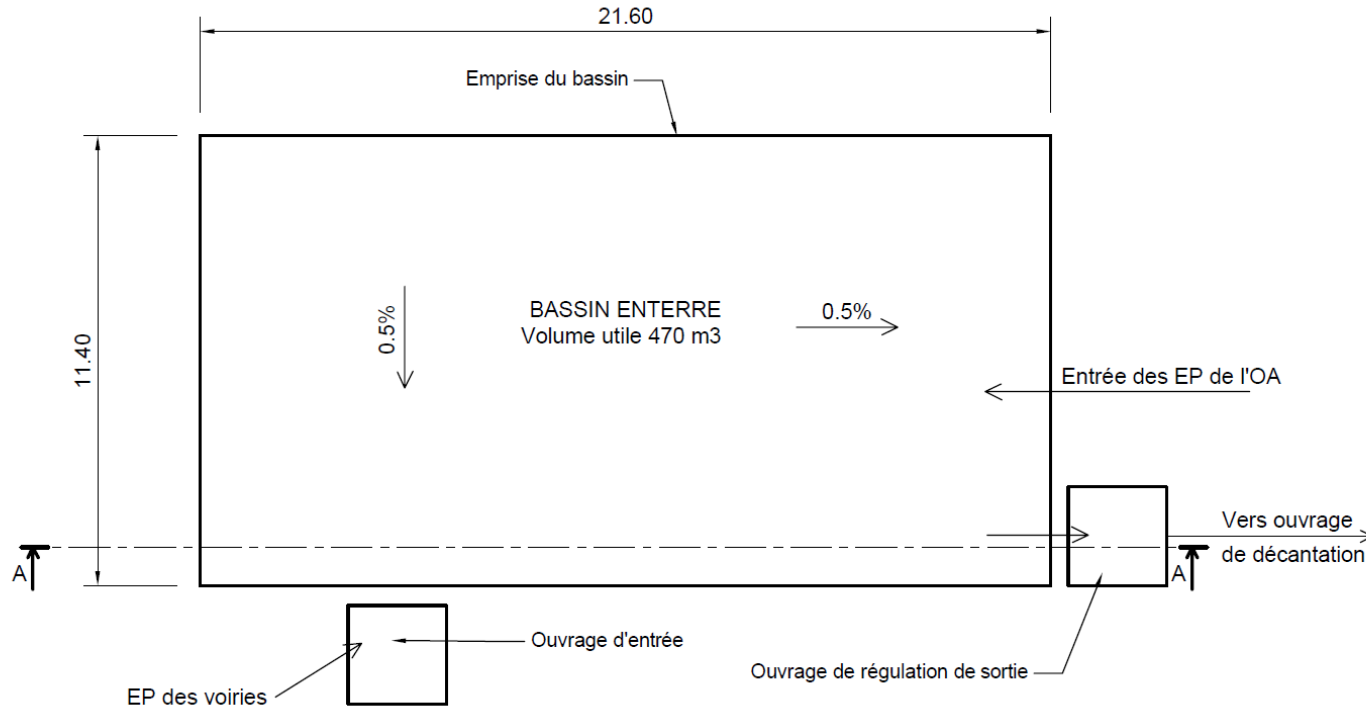 21.60
Emprise du bassin
11.40
0.5%
BASSIN ENTERRE
Volume utile 470 m3
0.5%
Entrée des EP de l'OA
Vers ouvrage
de décantation
A
A
Ouvrage d'entrée
Ouvrage de régulation de sortie
EP des voiries